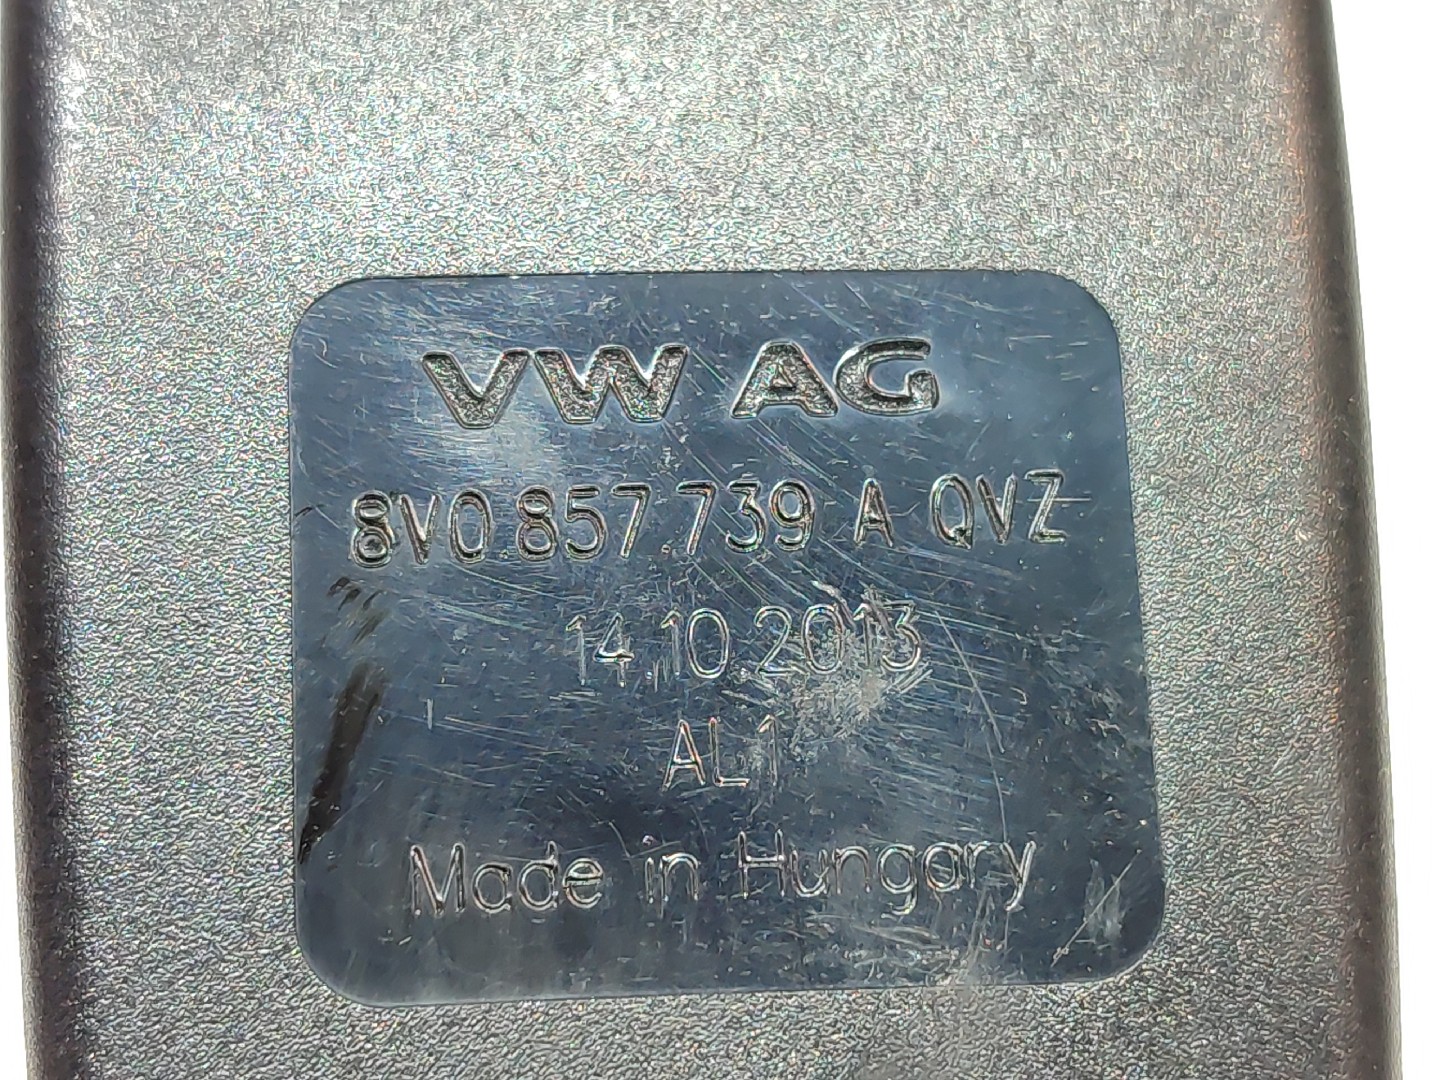 VW AG
8V0 857 739 A QVZ
14.10.2013
AL1
Made in Hungary